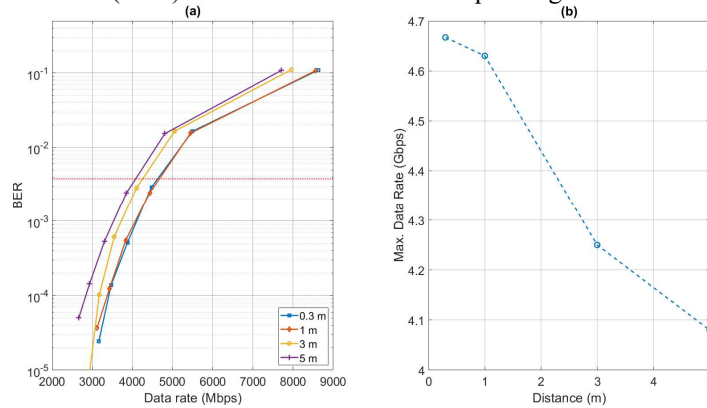 (a)
BER
10^-1
10^-2
10^-3
10^-4
10^-5
2000 3000 4000 5000 6000 7000 8000 9000
Data rate (Mbps)
0.3 m
1 m
3 m
5 m
(b)
Max. Data Rate (Gbps)
4.7
4.6
4.5
4.4
4.3
4.2
4.1
4
0 1 2 3 4 5
Distance (m)